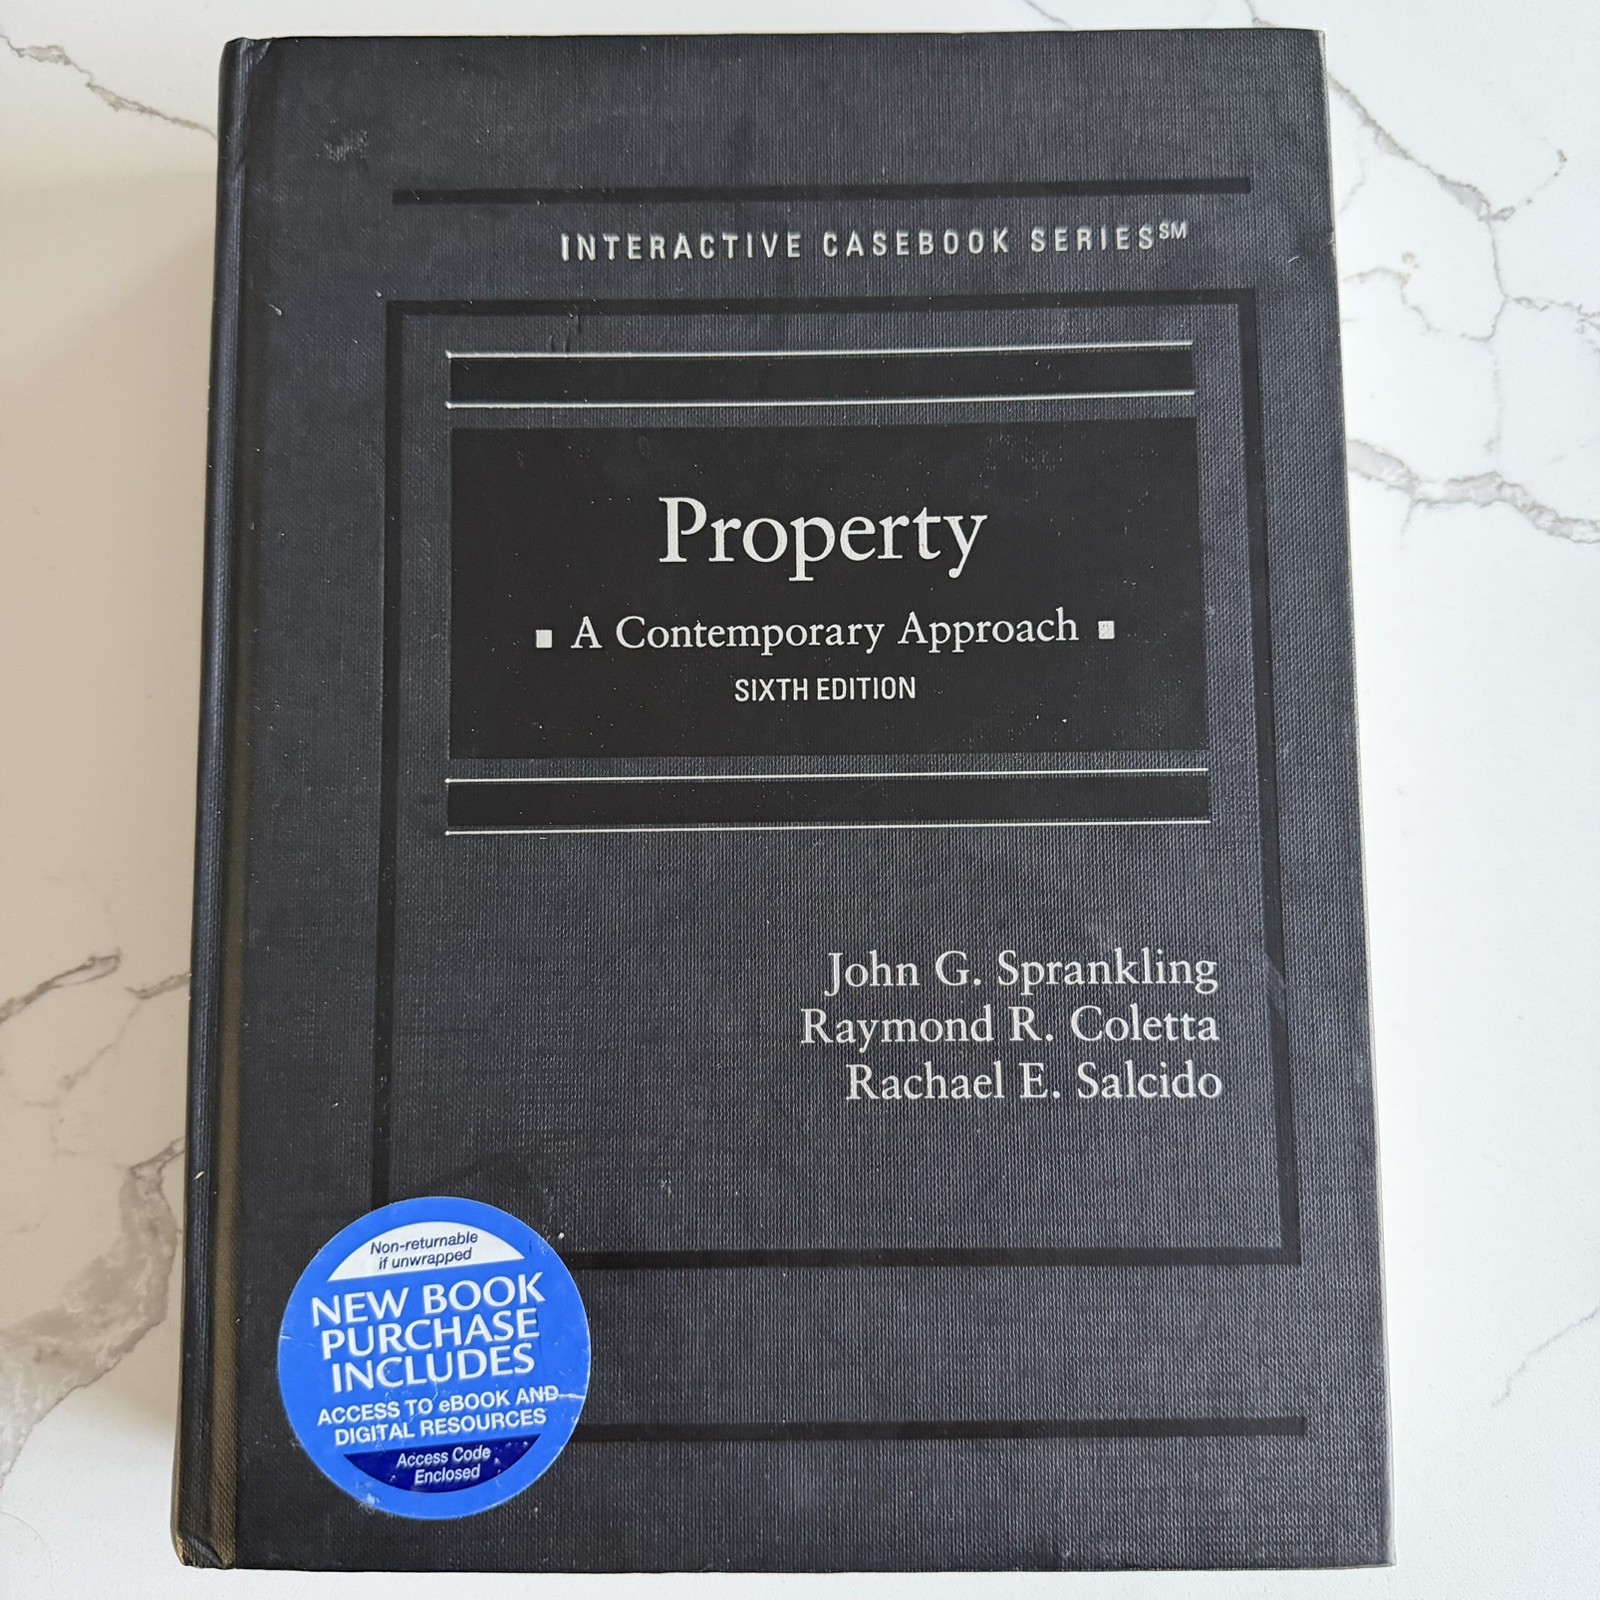 INTERACTIVE CASEBOOK SERIES℠
Property
▪ A Contemporary Approach ▪
SIXTH EDITION
John G. Sprankling
Raymond R. Coletta
Rachael E. Salcido
Non-returnable
if unwrapped
NEW BOOK
PURCHASE
INCLUDES
ACCESS TO eBOOK AND
DIGITAL RESOURCES
Access Code
Enclosed